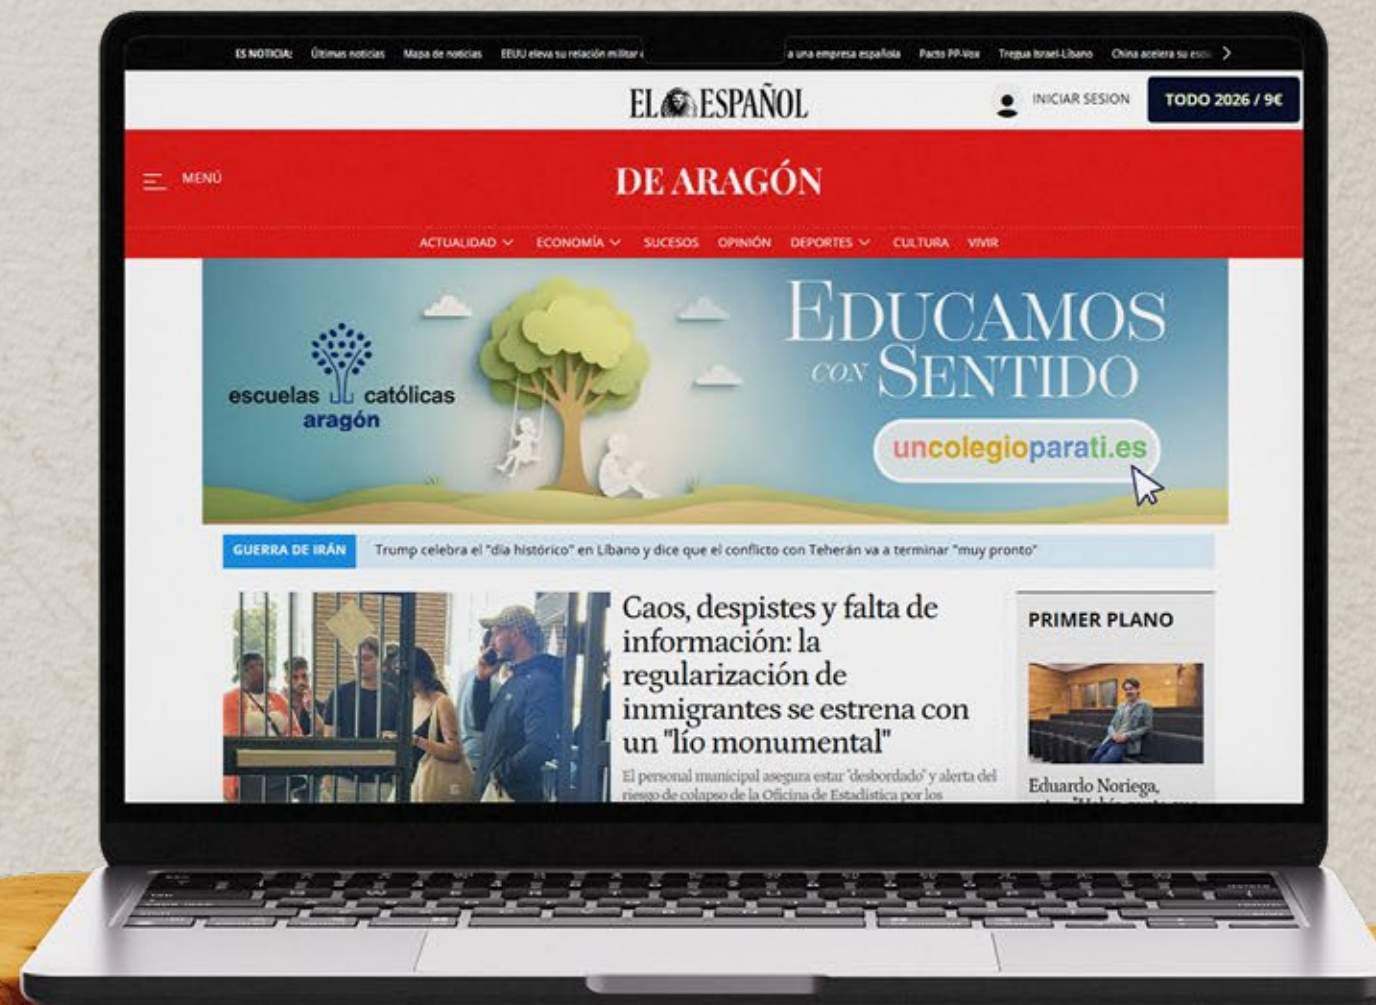 ES NOTICIA: Últimas noticias Mapa de noticias EEUU eleva su relación militar a una empresa española Pacto PP-Vox Tregua Israel-Líbano China acelera su
EL ESPAÑOL
INICIAR SESION
TODO 2026 / 9€
MENÚ
DE ARAGÓN
ACTUALIDAD ECONOMÍA SUCESOS OPINIÓN DEPORTES CULTURA VIVIR
escuelas católicas
aragón
EDUCAMOS
CON SENTIDO
uncolegioparati.es
GUERRA DE IRÁN Trump celebra el "día histórico" en Líbano y dice que el conflicto con Teherán va a terminar "muy pronto"
Caos, despistes y falta de
información: la
regularización de
inmigrantes se estrena con
un "lío monumental"
El personal municipal asegura estar "desbordado" y alerta del
riesgo de colapso de la Oficina de Estadística por los
PRIMER PLANO
Eduardo Noriega,